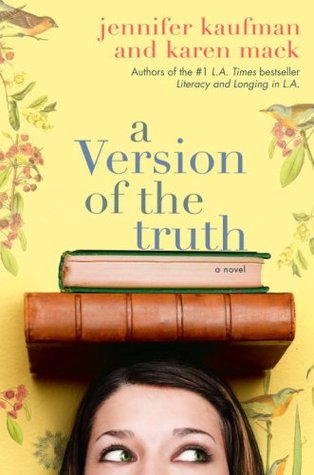 jennifer kaufman
and karen mack
Authors of the #1 L.A. Times bestseller
Literacy and Longing in L.A.
a
Version
of the
truth
a novel